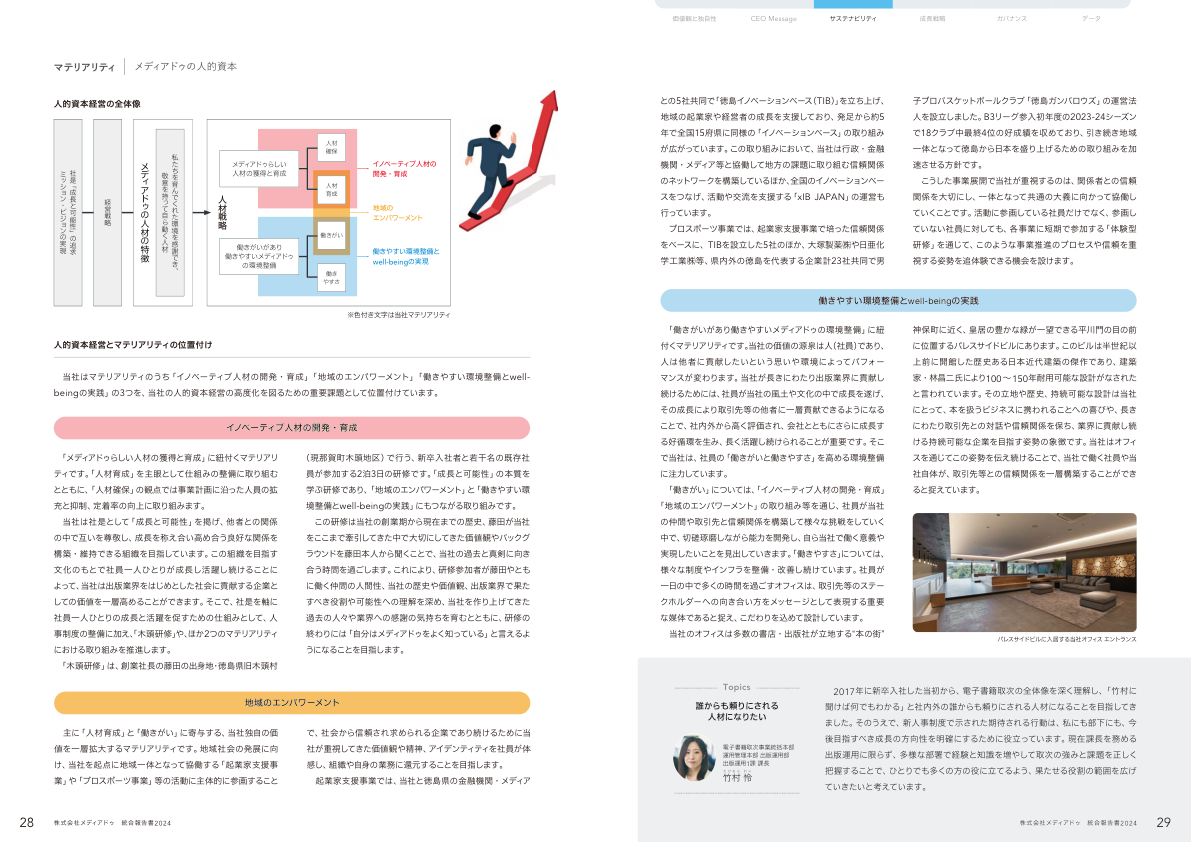 価値観と独自性
CEO Message
サステナビリティ
成長戦略
ガバナンス
データ
マテリアリティ
メディアドゥの人的資本
人的資本経営の全体像
社是「成長と可能性」の追求
ミッション・ビジョンの実現
経営戦略
メディアドゥの人材の特徴
私たちを育んでくれた環境を感謝でき、
敬意を持って自ら動く人材
人材戦略
メディアドゥらしい
人材の獲得と育成
働きがいがあり
働きやすいメディアドゥ
の環境整備
人材
確保
人材
育成
働きがい
働き
やすさ
イノベーティブ人材の
開発・育成
地域の
エンパワーメント
働きやすい環境整備と
well-beingの実現
※色付き文字は当社マテリアリティ
人的資本経営とマテリアリティの位置付け
当社はマテリアリティのうち「イノベーティブ人材の開発・育成」「地域のエンパワーメント」「働きやすい環境整備とwell-
beingの実践」の3つを、当社の人的資本経営の高度化を図るための重要課題として位置付けています。
イノベーティブ人材の開発・育成
「メディアドゥらしい人材の獲得と育成」に紐付くマテリアリ
ティです。「人材育成」を主眼として仕組みの整備に取り組む
とともに、「人材確保」の観点では事業計画に沿った人員の拡
充と抑制、定着率の向上に取り組みます。
当社は社是として「成長と可能性」を掲げ、他者との関係
の中で互いを尊敬し、成長を称え合い高め合う良好な関係を
構築・維持できる組織を目指しています。この組織を目指す
文化のもとで社員一人ひとりが成長し活躍し続けることに
よって、当社は出版業界をはじめとした社会に貢献する企業と
しての価値を一層高めることができます。そこで、社是を軸に
社員一人ひとりの成長と活躍を促すための仕組みとして、人
事制度の整備に加え、「木頭研修」や、ほか2つのマテリアリティ
における取り組みを推進します。
「木頭研修」は、創業社長の藤田の出身地・徳島県旧木頭村
（現那賀町木頭地区）で行う、新卒入社者と若干名の既存社
員が参加する2泊3日の研修です。「成長と可能性」の本質を
学ぶ研修であり、「地域のエンパワーメント」と「働きやすい環
境整備とwell-beingの実践」にもつながる取り組みです。
この研修は当社の創業期から現在までの歴史、藤田が当社
をここまで牽引してきた中で大切にしてきた価値観やバックグ
ラウンドを藤田本人から聞くことで、当社の過去と真剣に向き
合う時間を過ごします。これにより、研修参加者が藤田やとも
に働く仲間の人間性、当社の歴史や価値観、出版業界で果た
すべき役割や可能性への理解を深め、当社を作り上げてきた
過去の人々や業界への感謝の気持ちを育むとともに、研修の
終わりには「自分はメディアドゥをよく知っている」と言えるよ
うになることを目指します。
地域のエンパワーメント
主に「人材育成」と「働きがい」に寄与する、当社独自の価
値を一層拡大するマテリアリティです。地域社会の発展に向
け、当社を起点に地域一体となって協働する「起業家支援事
業」や「プロスポーツ事業」等の活動に主体的に参画すること
で、社会から信頼され求められる企業であり続けるために当
社が重視してきた価値観や精神、アイデンティティを社員が体
感し、組織や自身の業務に還元することを目指します。
起業家支援事業では、当社と徳島県の金融機関・メディア
28
株式会社メディアドゥ　統合報告書2024
との5社共同で「徳島イノベーションベース（TIB）」を立ち上げ、
地域の起業家や経営者の成長を支援しており、発足から約5
年で全国15府県に同様の「イノベーションベース」の取り組み
が広がっています。この取り組みにおいて、当社は行政・金融
機関・メディア等と協働して地方の課題に取り組む信頼関係
のネットワークを構築しているほか、全国のイノベーションベー
スをつなげ、活動や交流を支援する「xIB JAPAN」の運営も
行っています。
プロスポーツ事業では、起業家支援事業で培った信頼関係
をベースに、TIBを設立した5社のほか、大塚製薬㈱や日亜化
学工業㈱等、県内外の徳島を代表する企業計23社共同で男
子プロバスケットボールクラブ「徳島ガンバロウズ」の運営法
人を設立しました。B3リーグ参入初年度の2023-24シーズン
で18クラブ中最終4位の好成績を収めており、引き続き地域
一体となって徳島から日本を盛り上げるための取り組みを加
速させる方針です。
こうした事業展開で当社が重視するのは、関係者との信頼
関係を大切にし、一体となって共通の大義に向かって協働し
ていくことです。活動に参画している社員だけでなく、参画し
ていない社員に対しても、各事業に短期で参加する「体験型
研修」を通じて、このような事業推進のプロセスや信頼を重
視する姿勢を追体験できる機会を設けます。
働きやすい環境整備とwell-beingの実践
「働きがいがあり働きやすいメディアドゥの環境整備」に紐
付くマテリアリティです。当社の価値の源泉は人（社員）であり、
人は他者に貢献したいという思いや環境によってパフォー
マンスが変わります。当社が長きにわたり出版業界に貢献し
続けるためには、社員が当社の風土や文化の中で成長を遂げ、
その成長により取引先等の他者に一層貢献できるようになる
ことで、社内外から高く評価され、会社とともにさらに成長す
る好循環を生み、長く活躍し続けられることが重要です。そこ
で当社は、社員の「働きがいと働きやすさ」を高める環境整備
に注力しています。
「働きがい」については、「イノベーティブ人材の開発・育成」
「地域のエンパワーメント」の取り組み等を通じ、社員が当社
の仲間や取引先と信頼関係を構築して様々な挑戦をしていく
中で、切磋琢磨しながら能力を開発し、自ら当社で働く意義や
実現したいことを見出していきます。「働きやすさ」については、
様々な制度やインフラを整備・改善し続けています。社員が
一日の中で多くの時間を過ごすオフィスは、取引先等のステー
クホルダーへの向き合い方をメッセージとして表現する重要
な媒体であると捉え、こだわりを込めて設計しています。
当社のオフィスは多数の書店・出版社が立地する“本の街”
神保町に近く、皇居の豊かな緑が一望できる平川門の目の前
に位置するパレスサイドビルにあります。このビルは半世紀以
上前に開館した歴史ある日本近代建築の傑作であり、建築
家・林昌二氏により100～150年耐用可能な設計がなされた
と言われています。その立地や歴史、持続可能な設計は当社
にとって、本を扱うビジネスに携われることへの喜びや、長き
にわたり取引先との対話や信頼関係を保ち、業界に貢献し続
ける持続可能な企業を目指す姿勢の象徴です。当社はオフィ
スを通じてこの姿勢を伝え続けることで、当社で働く社員や当
社自体が、取引先等との信頼関係を一層構築することができ
ると捉えています。
パレスサイドビルに入居する当社オフィス エントランス
Topics
誰からも頼りにされる
人材になりたい
電子書籍取次事業統括本部
運用管理本部 出版運用部
出版運用1課 課長
竹村 怜
2017年に新卒入社した当初から、電子書籍取次の全体像を深く理解し、「竹村に
聞けば何でもわかる」と社内外の誰からも頼りにされる人材になることを目指してき
ました。そのうえで、新人事制度で示された期待される行動は、私にも部下にも、今
後目指すべき成長の方向性を明確にするために役立っています。現在課長を務める
出版運用に限らず、多様な部署で経験と知識を増やして取次の強みと課題を正しく
把握することで、ひとりでも多くの方の役に立てるよう、果たせる役割の範囲を広げ
ていきたいと考えています。
株式会社メディアドゥ　統合報告書2024
29